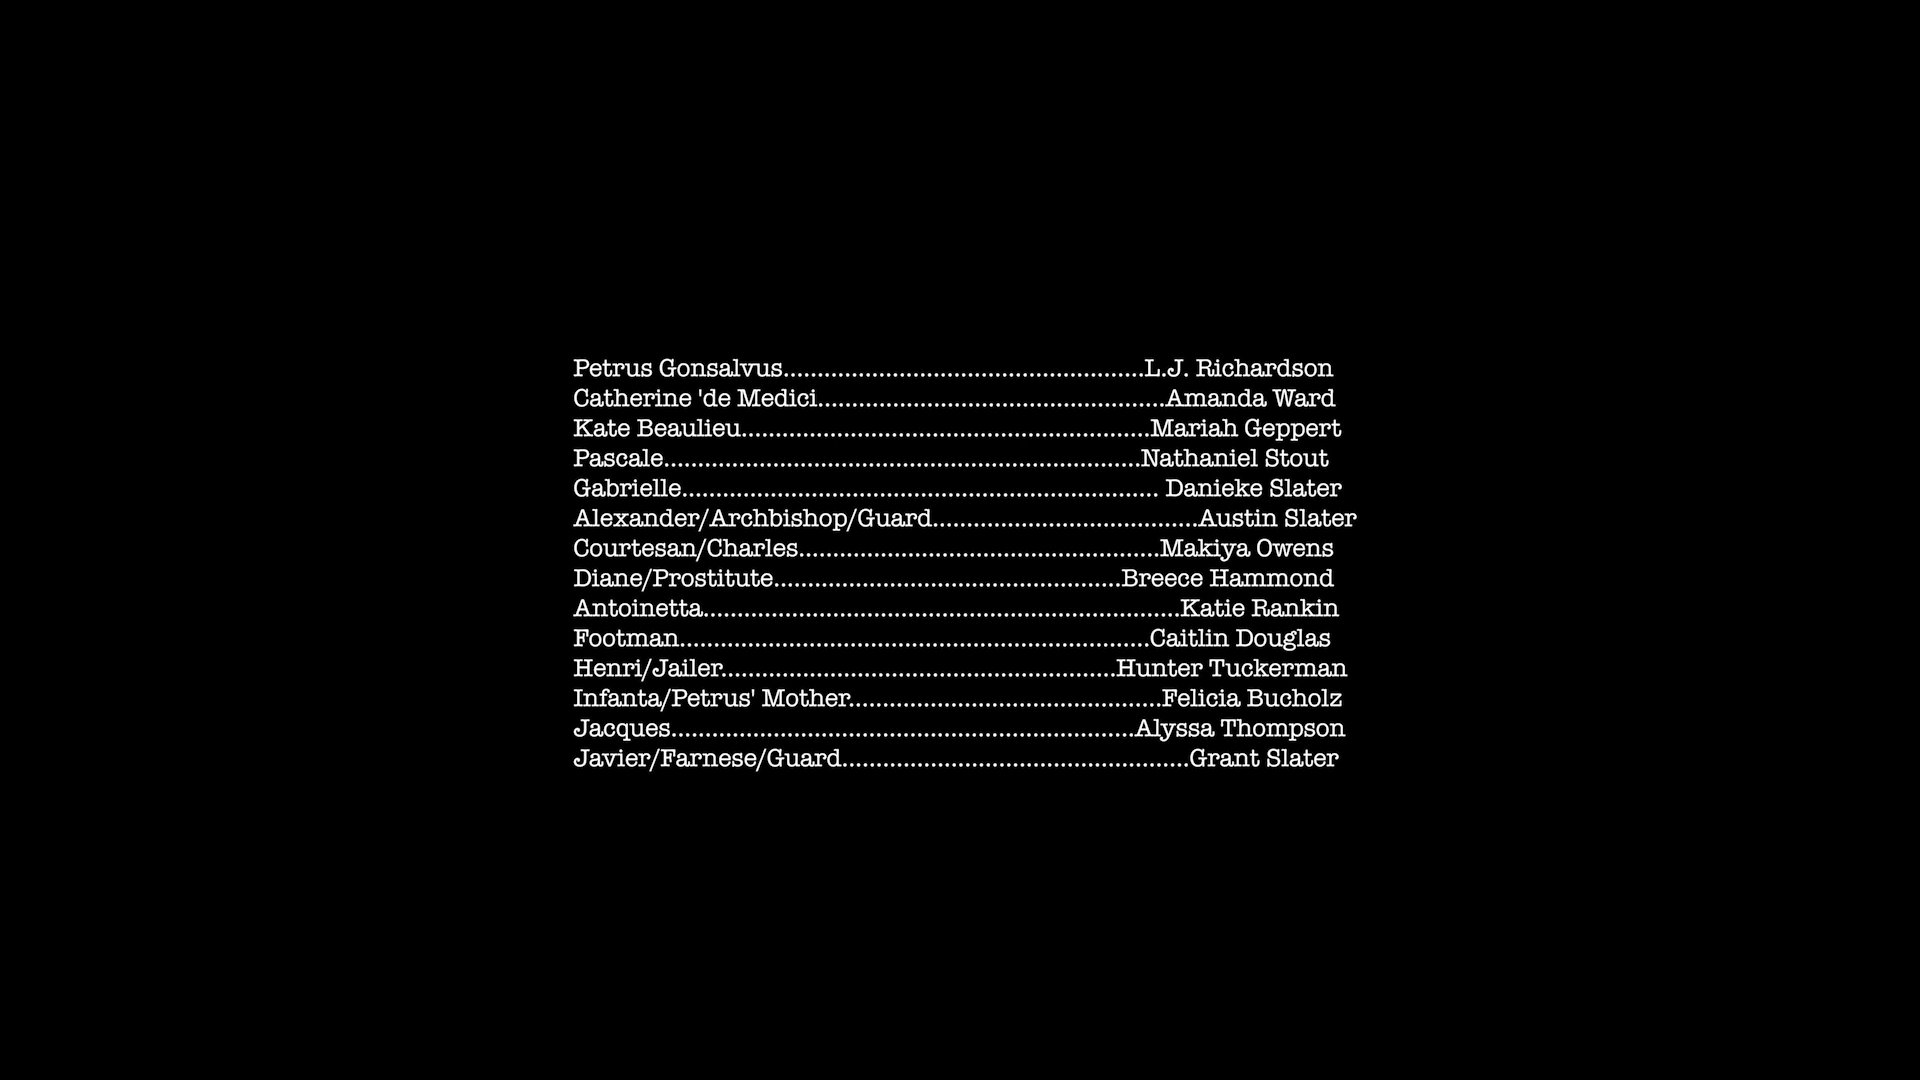 Petrus Gonsalvus.....................................................L.J. Richardson
Catherine 'de Medici...................................................Amanda Ward
Kate Beaulieu............................................................Mariah Geppert
Pascale......................................................................Nathaniel Stout
Gabrielle...................................................................... Danieke Slater
Alexander/Archbishop/Guard.......................................Austin Slater
Courtesan/Charles.....................................................Makiya Owens
Diane/Prostitute...................................................Breece Hammond
Antoinetta......................................................................Katie Rankin
Footman.....................................................................Caitlin Douglas
Henri/Jailer..........................................................Hunter Tuckerman
Infanta/Petrus' Mother..............................................Felicia Bucholz
Jacques....................................................................Alyssa Thompson
Javier/Farnese/Guard...................................................Grant Slater